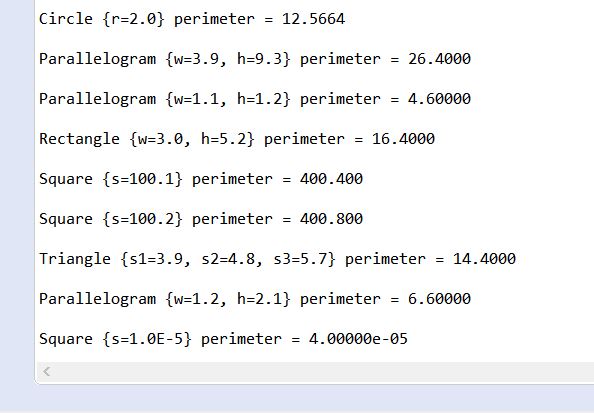 Circle {r=2.0} perimeter = 12.5664
Parallelogram {w=3.9, h=9.3} perimeter = 26.4000
Parallelogram {w=1.1, h=1.2} perimeter = 4.60000
Rectangle {w=3.0, h=5.2} perimeter = 16.4000
Square {s=100.1} perimeter = 400.400
Square {s=100.2} perimeter = 400.800
Triangle {s1=3.9, s2=4.8, s3=5.7} perimeter = 14.4000
Parallelogram {w=1.2, h=2.1} perimeter = 6.60000
Square {s=1.0E-5} perimeter = 4.00000e-05